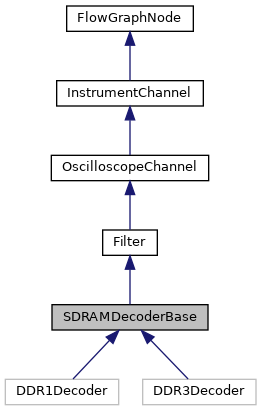 FlowGraphNode
InstrumentChannel
OscilloscopeChannel
Filter
SDRAMDecoderBase
DDR1Decoder
DDR3Decoder